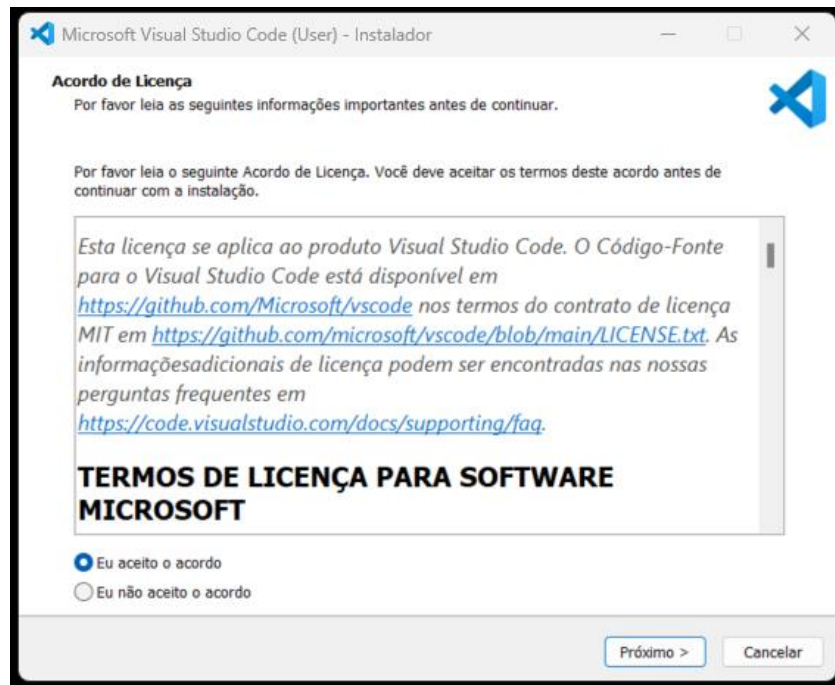 Microsoft Visual Studio Code (User) - Instalador
Acordo de Licença
Por favor leia as seguintes informações importantes antes de continuar.
Por favor leia o seguinte Acordo de Licença. Você deve aceitar os termos deste acordo antes de
continuar com a instalação.
Esta licença se aplica ao produto Visual Studio Code. O Código-Fonte
para o Visual Studio Code está disponível em
https://github.com/Microsoft/vscode nos termos do contrato de licença
MIT em https://github.com/microsoft/vscode/blob/main/LICENSE.txt. As
informaçõesadicionais de licença podem ser encontradas nas nossas
perguntas frequentes em
https://code.visualstudio.com/docs/supporting/faq.
TERMOS DE LICENÇA PARA SOFTWARE
MICROSOFT
Eu aceito o acordo
Eu não aceito o acordo
Próximo >
Cancelar